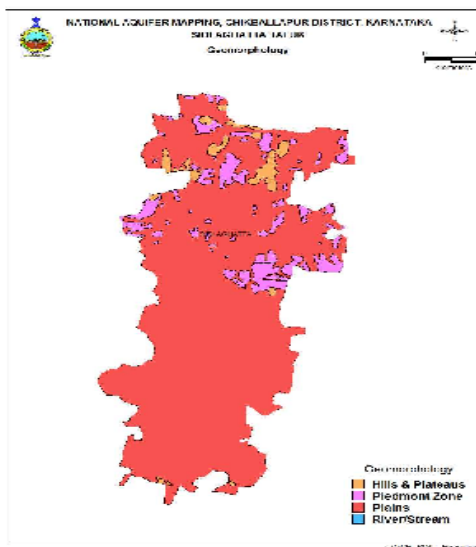 NATIONAL AQUIFER MAPPING, CHIKBALLAPUR DISTRICT, KARNATAKA
SIDLAGHATTA TALUK
Geomorphology
Geomorphology
Hills & Plateaus
Piedmont Zone
Plains
River/Stream